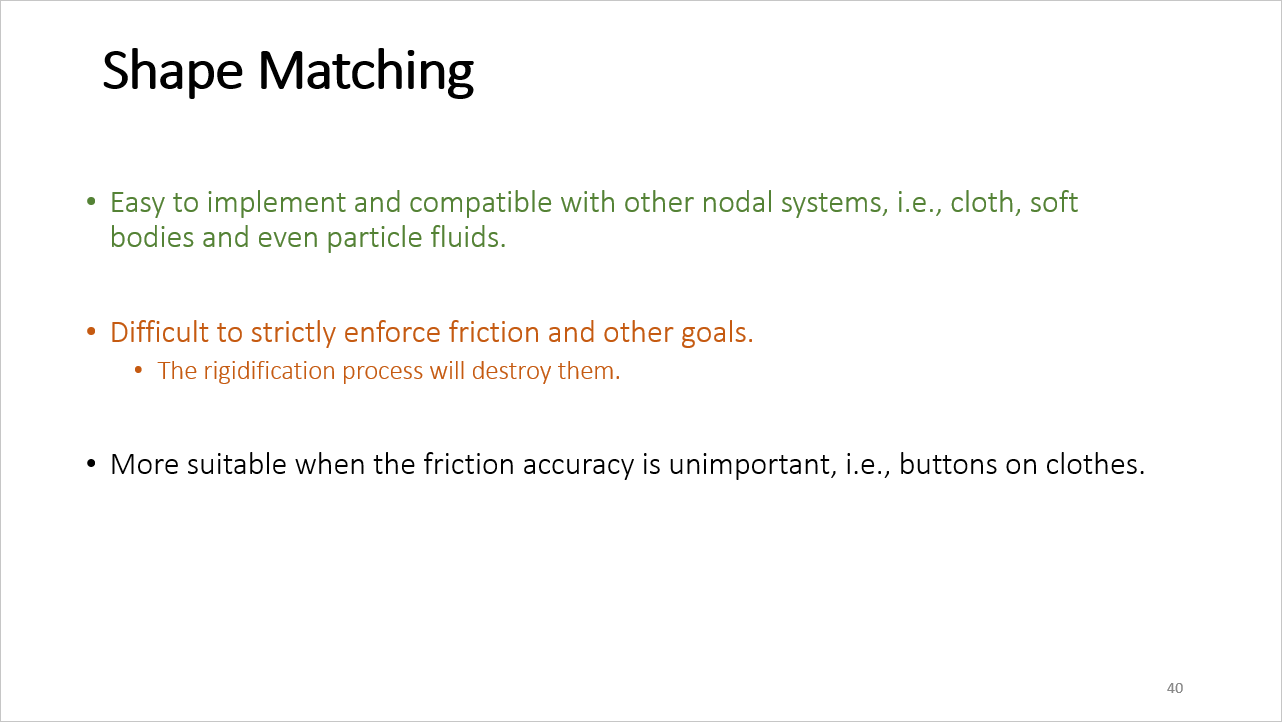 Shape Matching
• Easy to implement and compatible with other nodal systems, i.e., cloth, soft
bodies and even particle fluids.
• Difficult to strictly enforce friction and other goals.
• The rigidification process will destroy them.
• More suitable when the friction accuracy is unimportant, i.e., buttons on clothes.
40